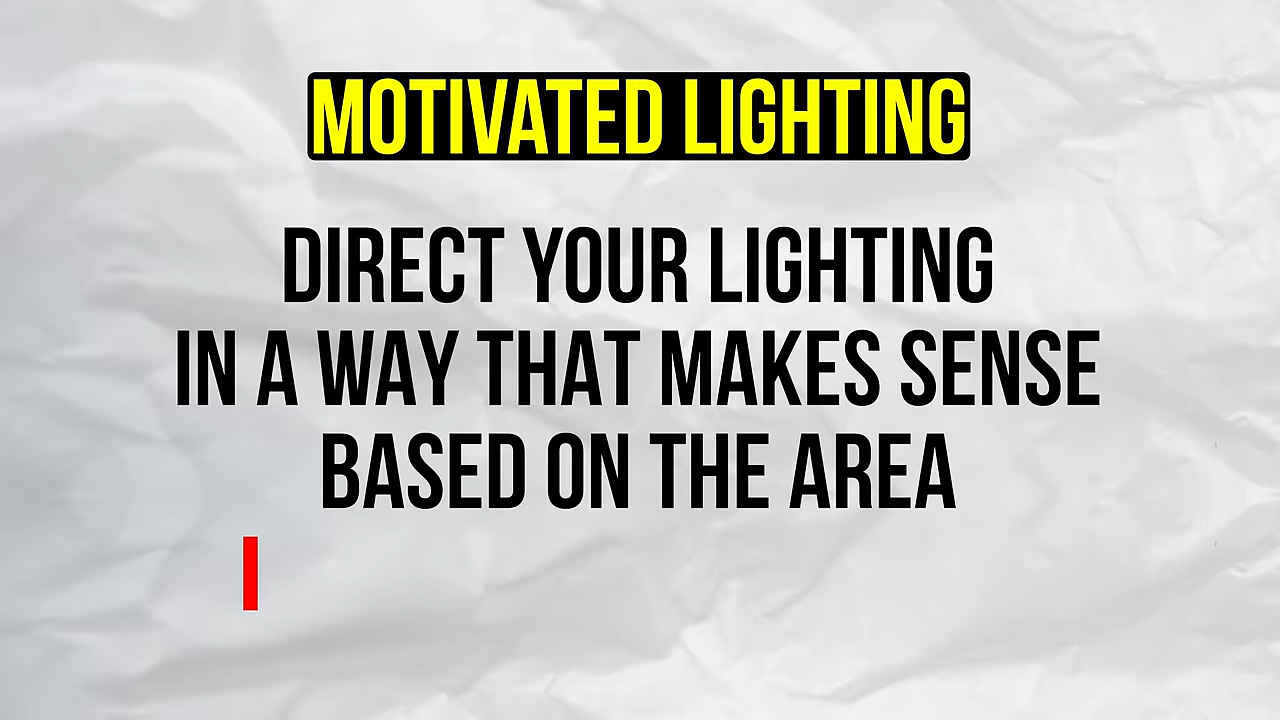 MOTIVATED LIGHTING
DIRECT YOUR LIGHTING
IN A WAY THAT MAKES SENSE
BASED ON THE AREA